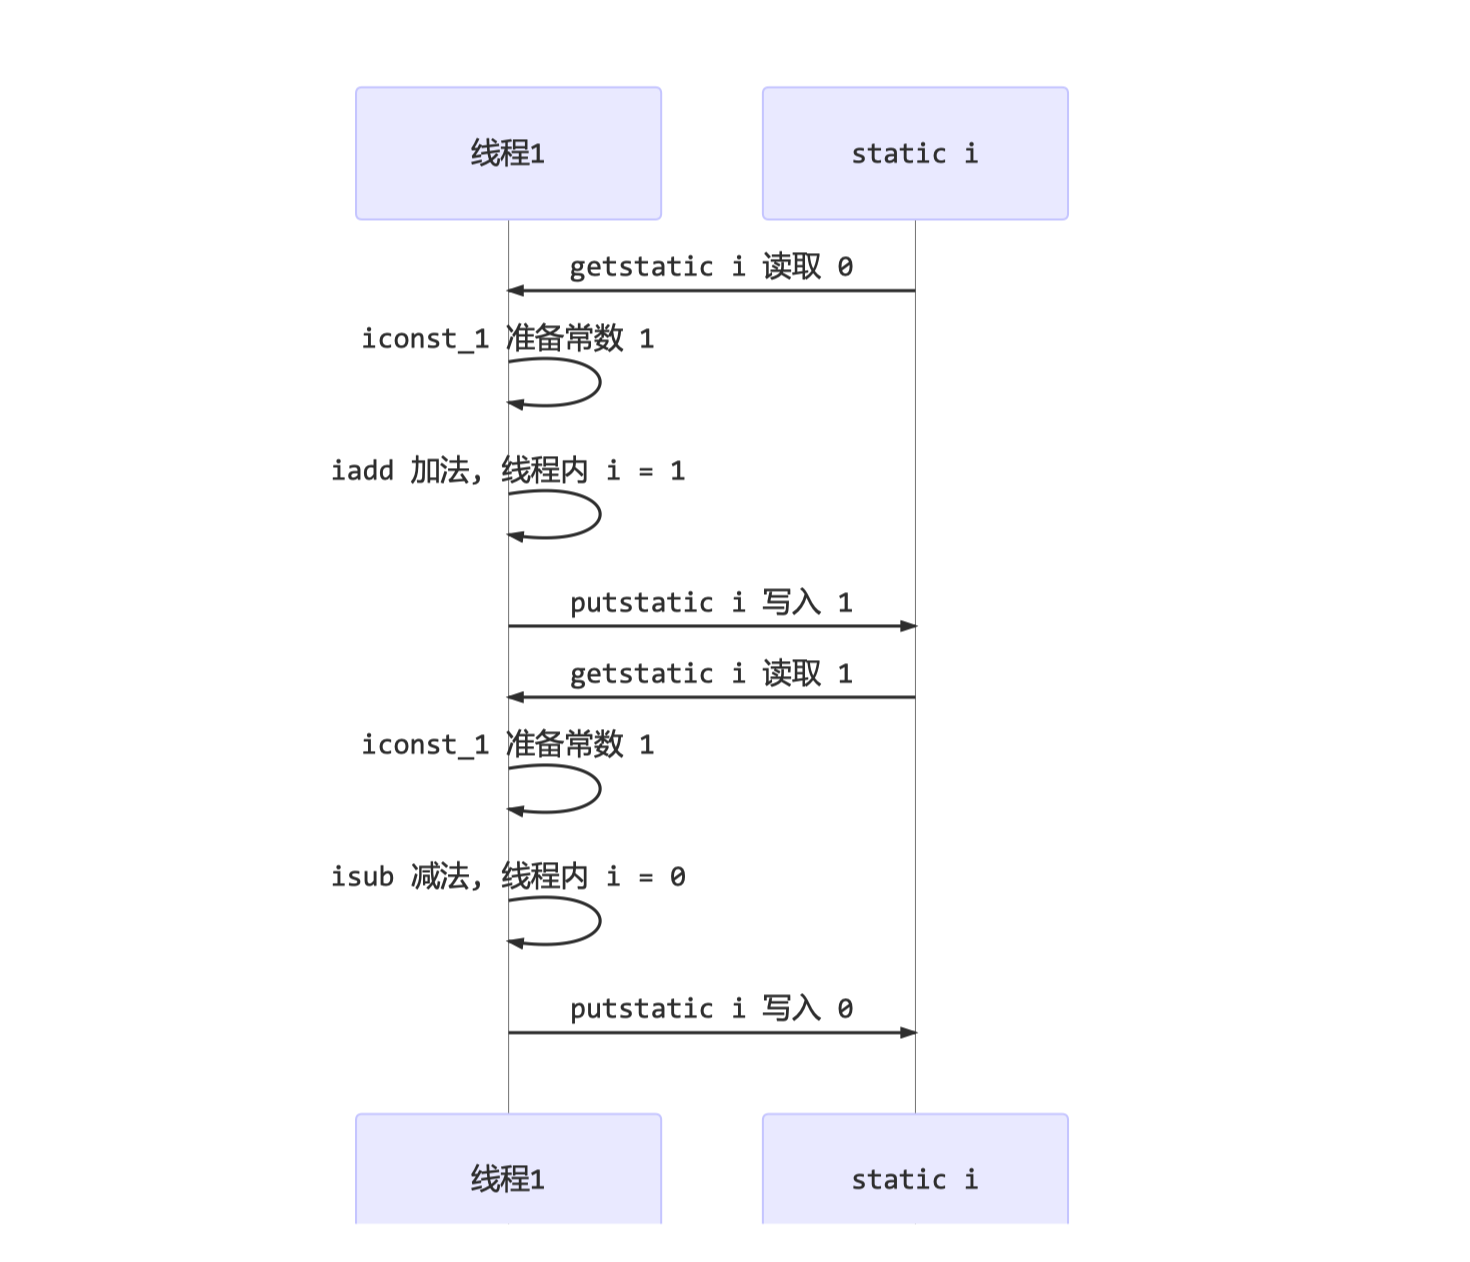 线程1
static i
getstatic i 读取 0
iconst_1 准备常数 1
iadd 加法, 线程内 i = 1
putstatic i 写入 1
getstatic i 读取 1
iconst_1 准备常数 1
isub 减法, 线程内 i = 0
putstatic i 写入 0
线程1
static i